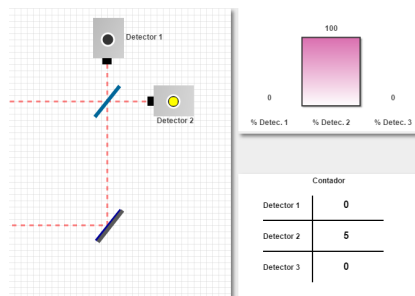 Detector 1
Detector 2
100
0
0
% Detec. 1
% Detec. 2
% Detec. 3
Contador
Detector 1
0
Detector 2
5
Detector 3
0